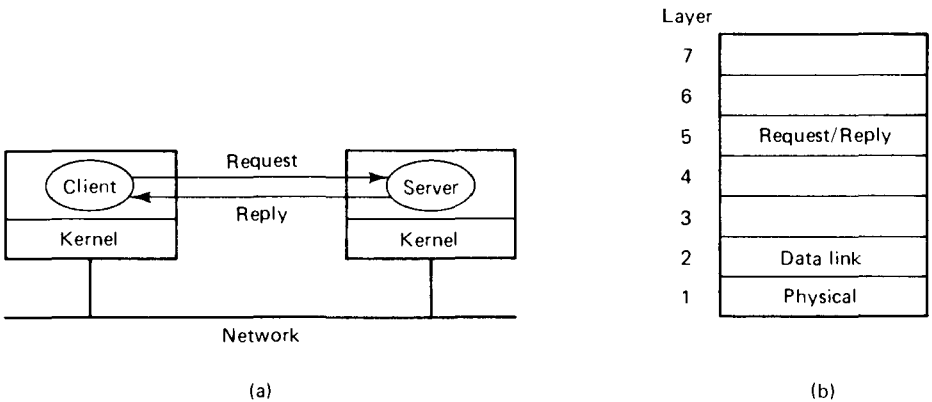 Request
Client
Server
Reply
Kernel
Kernel
Network
(a)
Layer
7
6
5 Request/Reply
4
3
2 Data link
1 Physical
(b)